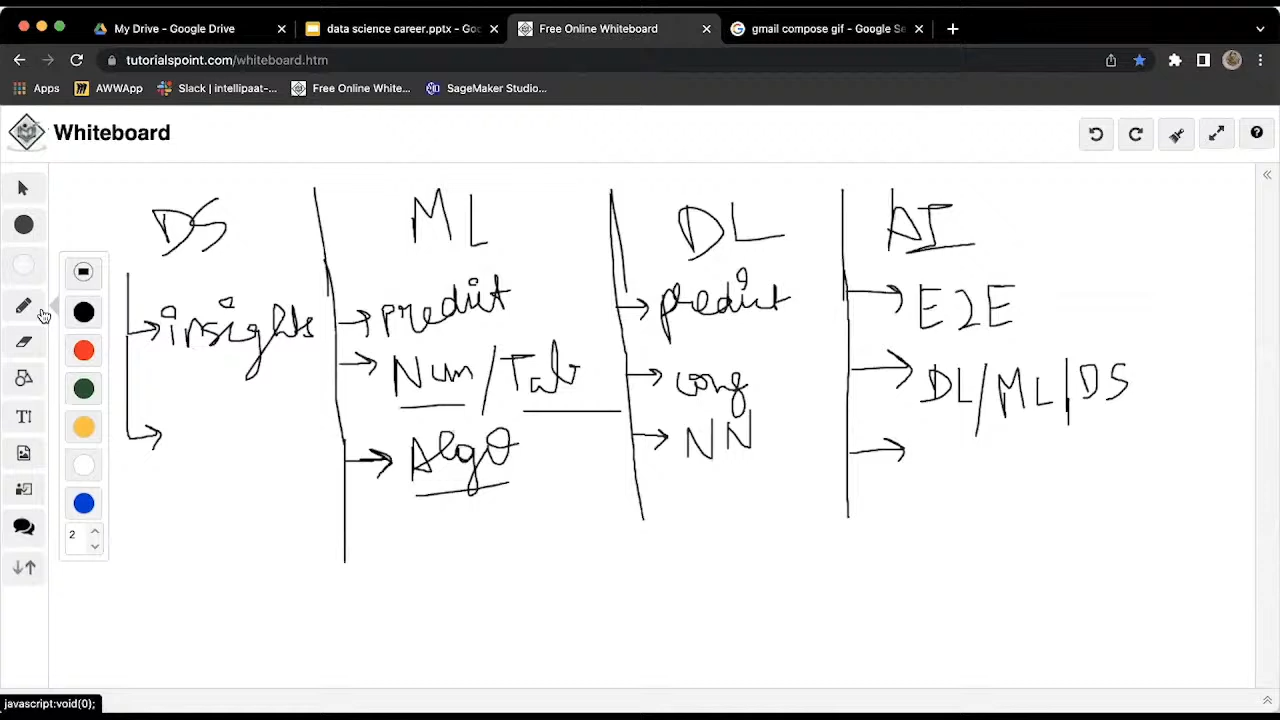 My Drive - Google Drive
data science career.pptx - Goo
Free Online Whiteboard
gmail compose gif - Google Se
tutorialspoint.com/whiteboard.htm
Apps
AWWApp
Slack | intellipaat-...
Free Online White...
SageMaker Studio...
Whiteboard
DS
ML
DL
AI
insights
predict
predict
E2E
Num/Tab
DL/ML/DS
Algo
NN
TI
2
javascript:void(0);